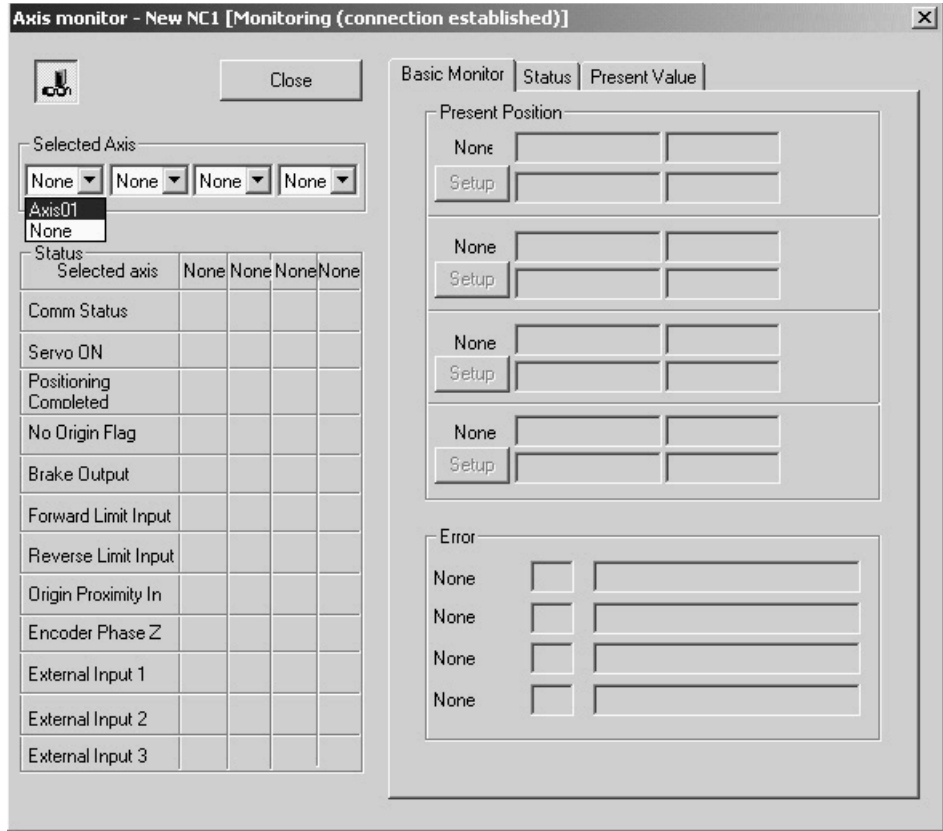 Axis monitor - New NC1 [Monitoring (connection established)]
Close
Selected Axis
None None None None
Axis01
None
Status
Selected axis None None None None
Comm Status
Servo ON
Positioning
Completed
No Origin Flag
Brake Output
Forward Limit Input
Reverse Limit Input
Origin Proximity In
Encoder Phase Z
External Input 1
External Input 2
External Input 3
Basic Monitor Status Present Value
Present Position
None
Setup
None
Setup
None
Setup
None
Setup
Error
None
None
None
None